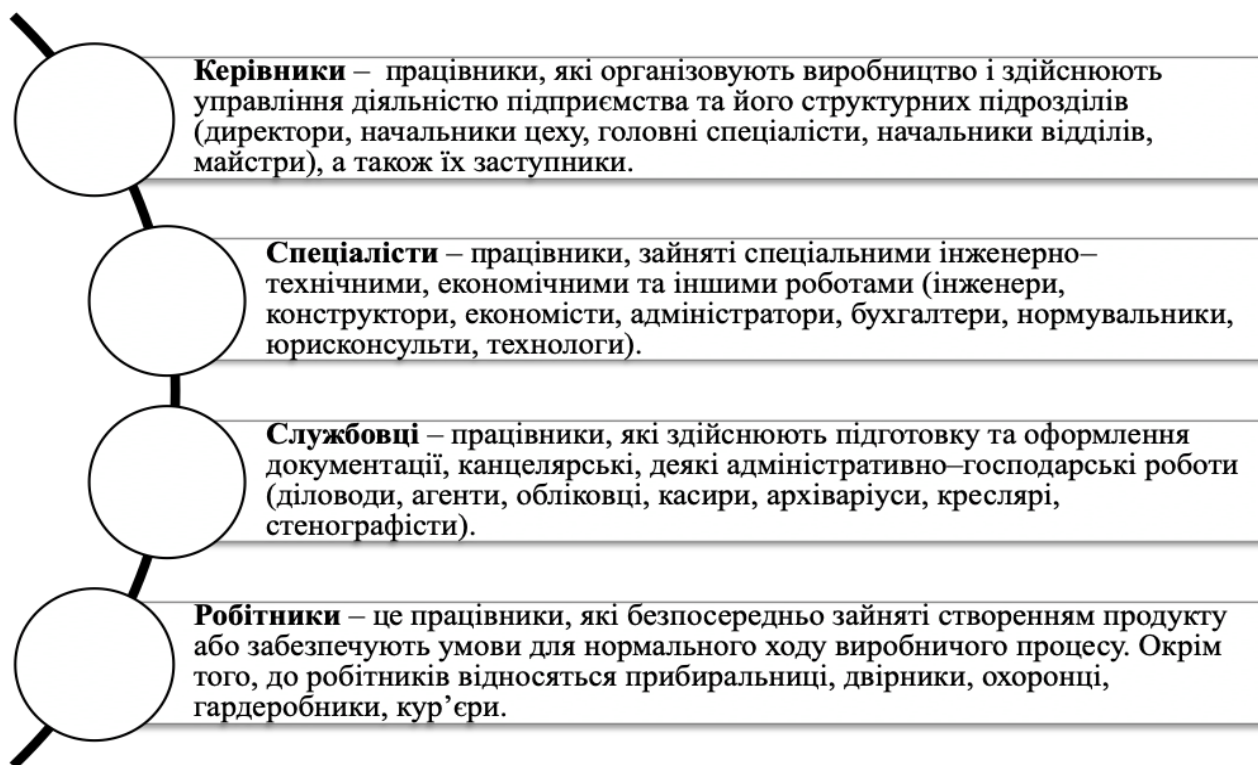 Керівники – працівники, які організовують виробництво і здійснюють
управління діяльністю підприємства та його структурних підрозділів
(директори, начальники цеху, головні спеціалісти, начальники відділів,
майстри), а також їх заступники.
Спеціалісти – працівники, зайняті спеціальними інженерно–
технічними, економічними та іншими роботами (інженери,
конструктори, економісти, адміністратори, бухгалтери, нормувальники,
юрисконсульти, технологи).
Службовці – працівники, які здійснюють підготовку та оформлення
документації, канцелярські, деякі адміністративно–господарські роботи
(діловоди, агенти, обліковці, касири, архіваріуси, креслярі,
стенографісти).
Робітники – це працівники, які безпосередньо зайняті створенням продукту
або забезпечують умови для нормального ходу виробничого процесу. Окрім
того, до робітників відносяться прибиральниці, двірники, охоронці,
гардеробники, кур’єри.